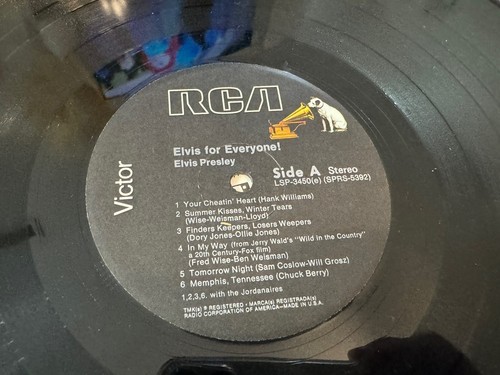 RCA
Victor
Elvis for Everyone!
Elvis Presley
Side A Stereo
LSP-3450(e) (SPRS-5392)
1 Your Cheatin' Heart (Hank Williams)
2 Summer Kisses, Winter Tears
(Wise-Weisman-Lloyd)
3 Finders Keepers, Losers Weepers
(Dory Jones-Ollie Jones)
4 In My Way (from Jerry Wald's "Wild in the Country"
a 20th Century-Fox film)
(Fred Wise-Ben Weisman)
5 Tomorrow Night (Sam Coslow-Will Grosz)
6 Memphis, Tennessee (Chuck Berry)
1,2,3,6. with the Jordanaires
TMK(s) ® REGISTERED · MARCA(s) REGISTRADA(s)
RADIO CORPORATION OF AMERICA—MADE IN U.S.A.